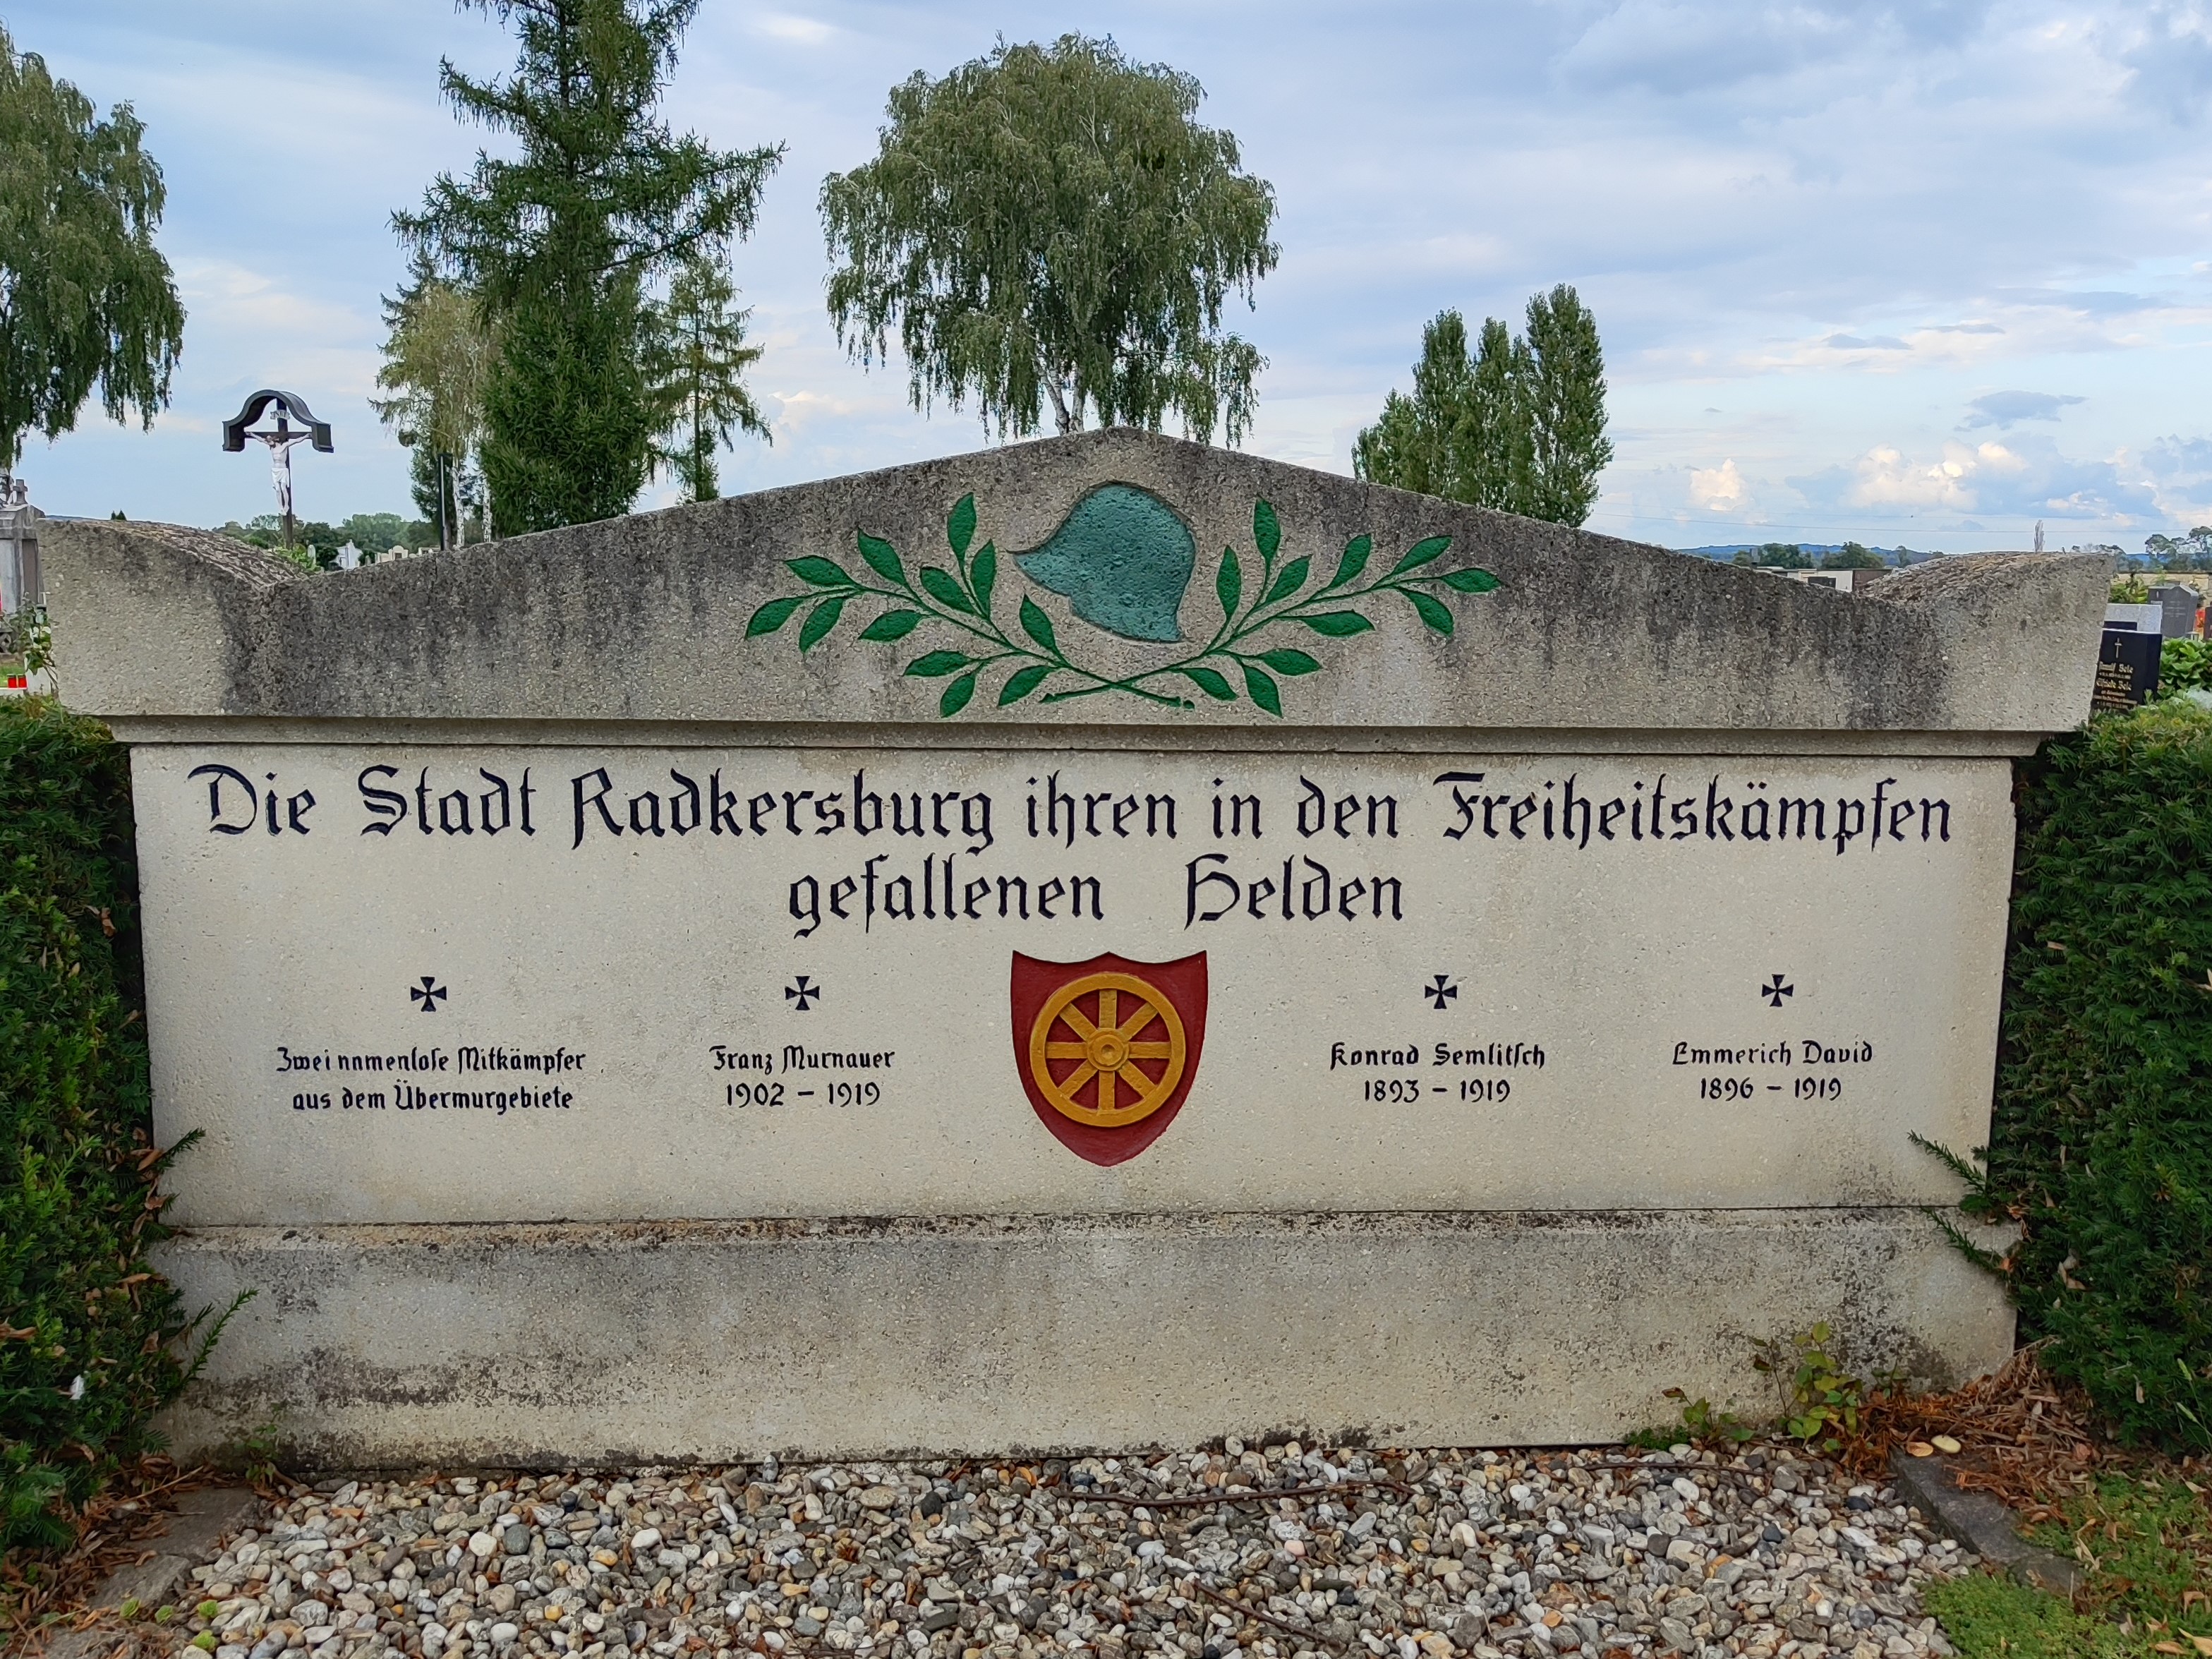 Die Stadt Radkersburg ihren in den Freiheitskämpfen
gefallenen Helden
Zwei nnmenlose Mitkämpfer
aus dem Übermurgebiete
Franz Murnauer
1902 – 1919
Konrad Semlitsch
1893 – 1919
Emmerich David
1896 – 1919